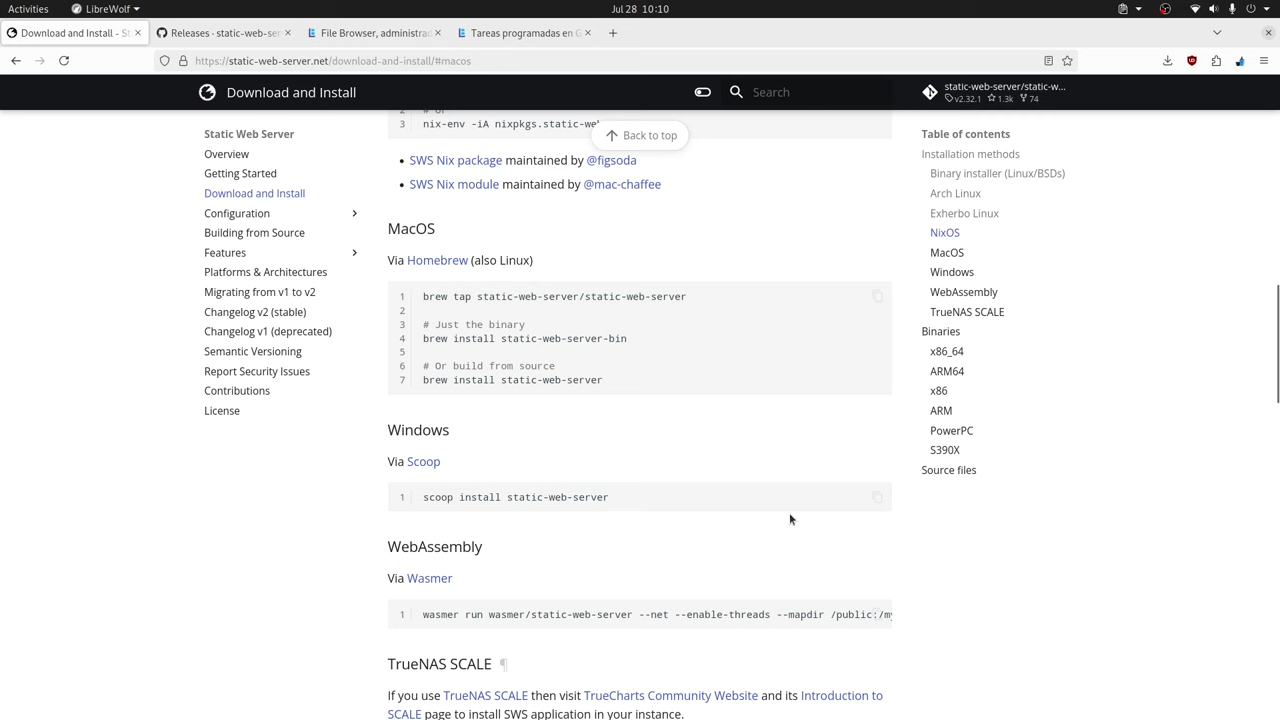 Activities
LibreWolf
Jul 28 10:10
Download and Install - St
Releases · static-web-ser
File Browser, administrad
Tareas programadas en G
https://static-web-server.net/download-and-install/#macos
Download and Install
Search
static-web-server/static-w...
v2.32.1 1.3k 74
Static Web Server
Overview
Getting Started
Download and Install
Configuration
Building from Source
Features
Platforms & Architectures
Migrating from v1 to v2
Changelog v2 (stable)
Changelog v1 (deprecated)
Semantic Versioning
Report Security Issues
Contributions
License
2 # Or
3 nix-env -iA nixpkgs.static-web
Back to top
SWS Nix package maintained by @figsoda
SWS Nix module maintained by @mac-chaffee
MacOS
Via Homebrew (also Linux)
1 brew tap static-web-server/static-web-server
2
3 # Just the binary
4 brew install static-web-server-bin
5
6 # Or build from source
7 brew install static-web-server
Windows
Via Scoop
1 scoop install static-web-server
WebAssembly
Via Wasmer
1 wasmer run wasmer/static-web-server --net --enable-threads --mapdir /public:/my
TrueNAS SCALE ¶
If you use TrueNAS SCALE then visit TrueCharts Community Website and its Introduction to
SCALE page to install SWS application in your instance.
Table of contents
Installation methods
Binary installer (Linux/BSDs)
Arch Linux
Exherbo Linux
NixOS
MacOS
Windows
WebAssembly
TrueNAS SCALE
Binaries
x86_64
ARM64
x86
ARM
PowerPC
S390X
Source files